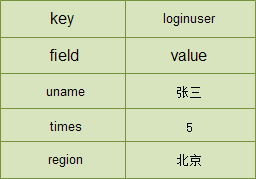 key loginuser
field value
uname 张三
times 5
region 北京